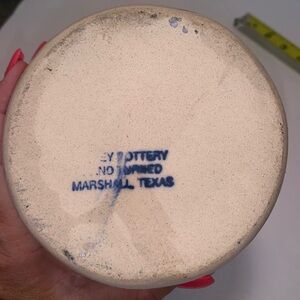 EY POTTERY
ND TURNED
MARSHALL, TEXAS